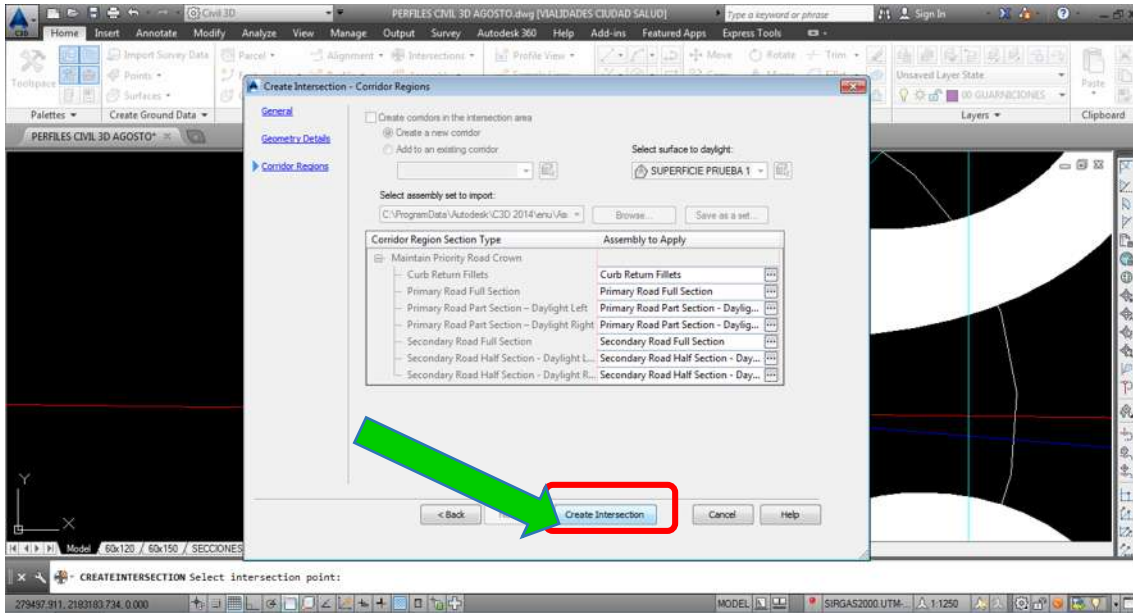 Civil 3D PERFILES CIVIL 3D AGOSTO.dwg [VIALIDADES CIUDAD SALUD] Type a keyword or phrase Sign In
C3D Home Insert Annotate Modify Analyze View Manage Output Survey Autodesk 360 Help Add-ins Featured Apps Express Tools
Import Survey Data Parcel Alignment Intersections Profile View Move Rotate Trim
Toolspace Points Unsaved Layer State Paste
Surfaces 00 GUARNICIONES
Palettes Create Ground Data Layers Clipboard
PERFILES CIVIL 3D AGOSTO*
Create Intersection - Corridor Regions
General
Geometry Details
Corridor Regions
Create corridors in the intersection area
Create a new corridor
Add to an existing corridor
Select surface to daylight:
SUPERFICIE PRUEBA 1
Select assembly set to import:
C:\ProgramData\Autodesk\C3D 2014\enu\As Browse... Save as a set...
Corridor Region Section Type Assembly to Apply
Maintain Priority Road Crown
Curb Return Fillets Curb Return Fillets
Primary Road Full Section Primary Road Full Section
Primary Road Part Section – Daylight Left Primary Road Part Section - Daylig...
Primary Road Part Section – Daylight Right Primary Road Part Section - Daylig...
Secondary Road Full Section Secondary Road Full Section
Secondary Road Half Section - Daylight L... Secondary Road Half Section - Day...
Secondary Road Half Section - Daylight R... Secondary Road Half Section - Day...
< Back Create Intersection Cancel Help
Y
X
Model 60x120 60x150 SECCIONES
CREATEINTERSECTION Select intersection point:
279497.911, 2183183.734, 0.000 MODEL SIRGAS2000.UTM-... 1:1250